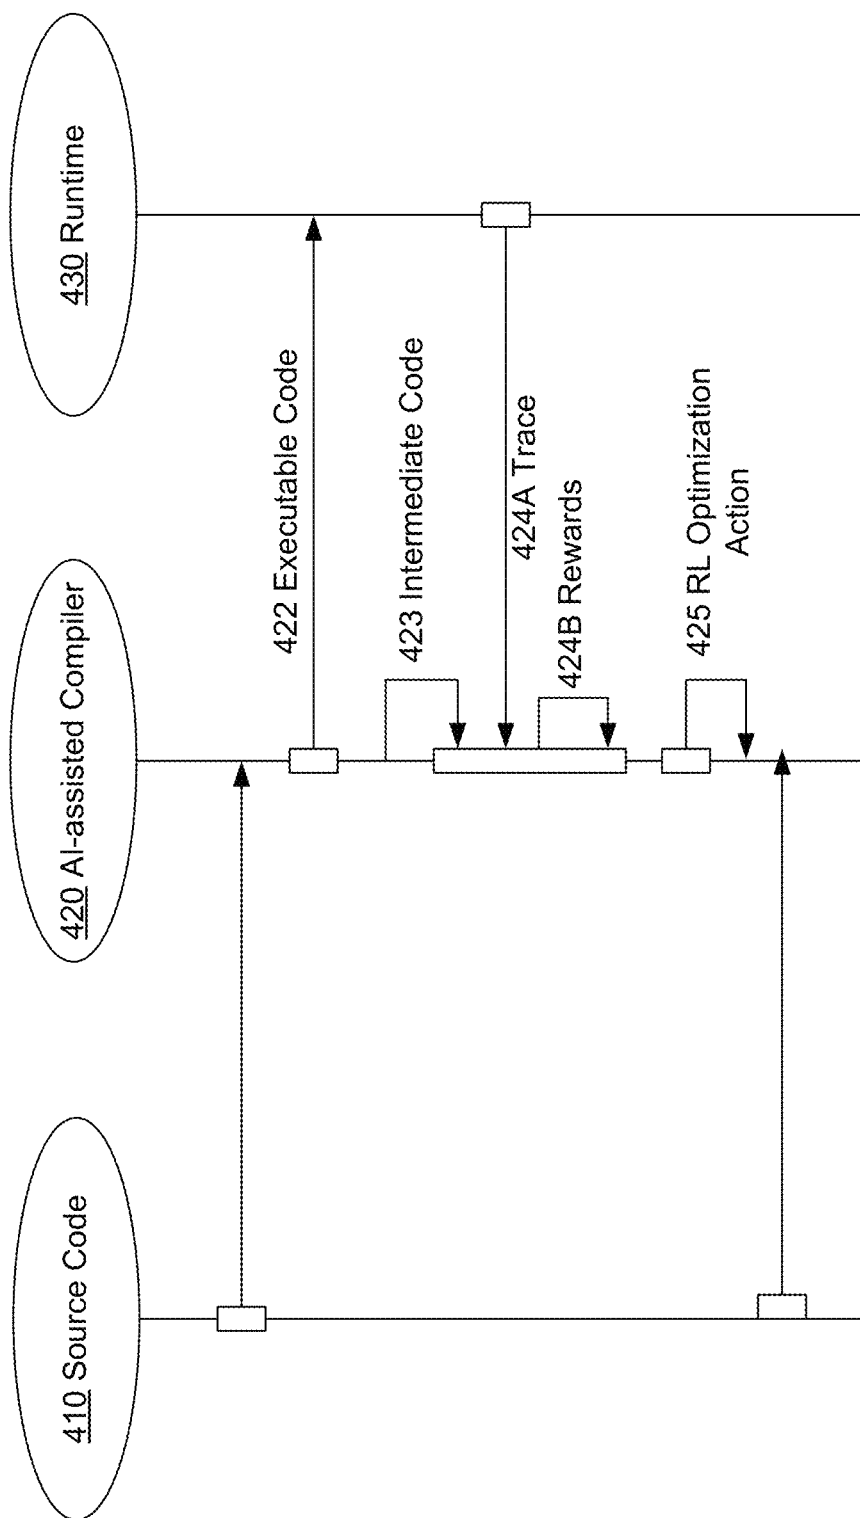 410 Source Code
420 AI-assisted Compiler
430 Runtime
422 Executable Code
423 Intermediate Code
424A Trace
424B Rewards
425 RL Optimization
Action